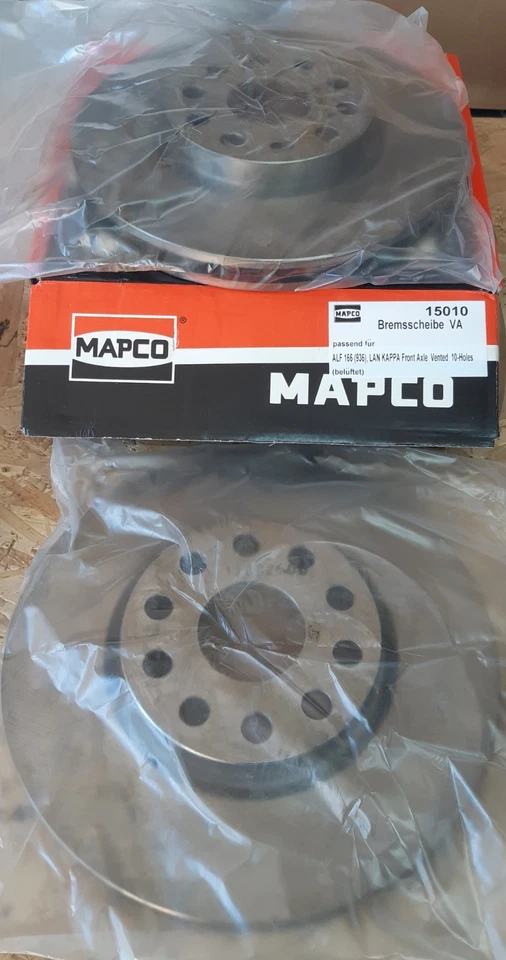 MAPCO
®
MAPCO
15010
Bremsscheibe VA
passend für
ALF 166 (936), LAN KAPPA Front Axle Vented 10-Holes
(belüftet)
MAPCO